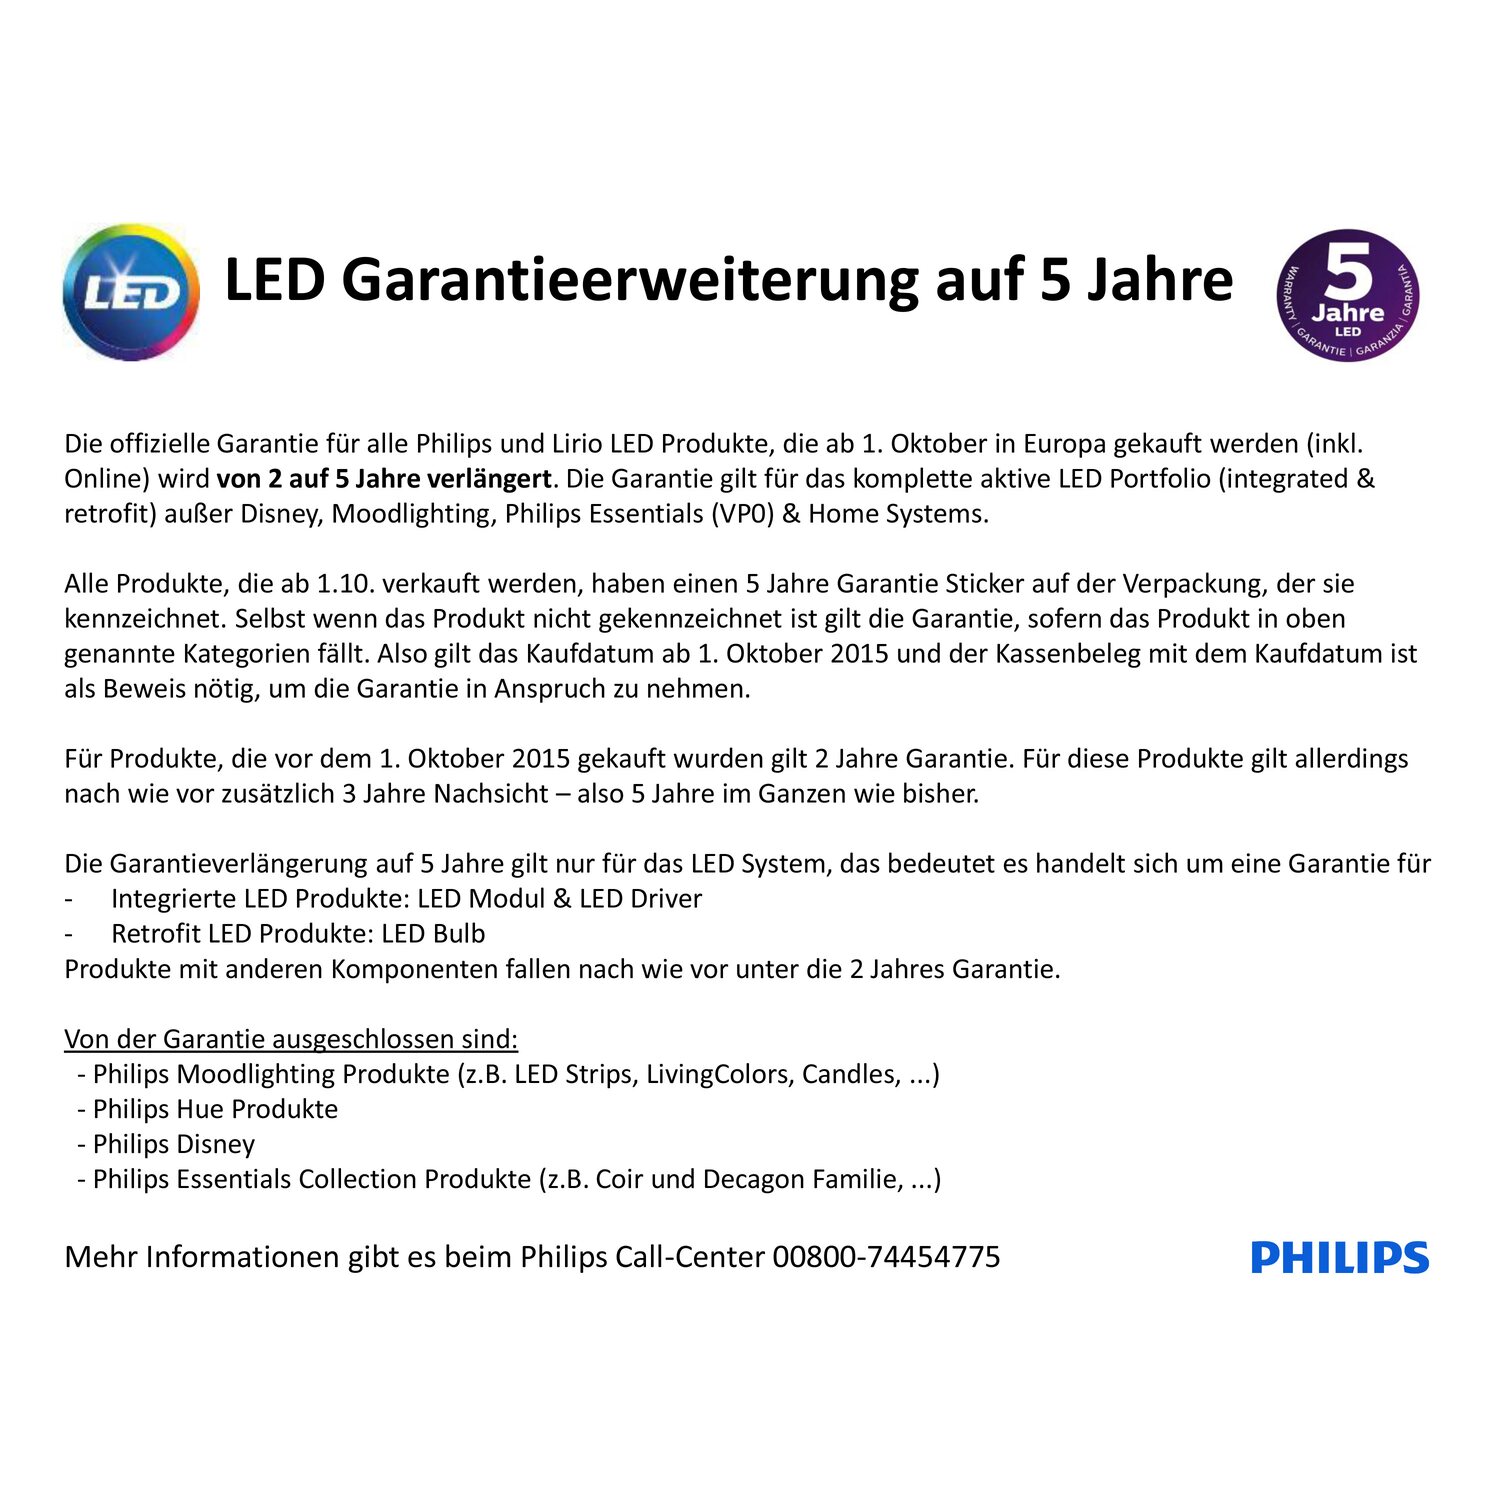 LED
LED Garantieerweiterung auf 5 Jahre
5
Jahre
LED
WARRANTY | GARANTIE | GARANZIA | GARANTIA
Die offizielle Garantie für alle Philips und Lirio LED Produkte, die ab 1. Oktober in Europa gekauft werden (inkl.
Online) wird von 2 auf 5 Jahre verlängert. Die Garantie gilt für das komplette aktive LED Portfolio (integrated &
retrofit) außer Disney, Moodlighting, Philips Essentials (VP0) & Home Systems.
Alle Produkte, die ab 1.10. verkauft werden, haben einen 5 Jahre Garantie Sticker auf der Verpackung, der sie
kennzeichnet. Selbst wenn das Produkt nicht gekennzeichnet ist gilt die Garantie, sofern das Produkt in oben
genannte Kategorien fällt. Also gilt das Kaufdatum ab 1. Oktober 2015 und der Kassenbeleg mit dem Kaufdatum ist
als Beweis nötig, um die Garantie in Anspruch zu nehmen.
Für Produkte, die vor dem 1. Oktober 2015 gekauft wurden gilt 2 Jahre Garantie. Für diese Produkte gilt allerdings
nach wie vor zusätzlich 3 Jahre Nachsicht – also 5 Jahre im Ganzen wie bisher.
Die Garantieverlängerung auf 5 Jahre gilt nur für das LED System, das bedeutet es handelt sich um eine Garantie für
- Integrierte LED Produkte: LED Modul & LED Driver
- Retrofit LED Produkte: LED Bulb
Produkte mit anderen Komponenten fallen nach wie vor unter die 2 Jahres Garantie.
Von der Garantie ausgeschlossen sind:
- Philips Moodlighting Produkte (z.B. LED Strips, LivingColors, Candles, ...)
- Philips Hue Produkte
- Philips Disney
- Philips Essentials Collection Produkte (z.B. Coir und Decagon Familie, ...)
Mehr Informationen gibt es beim Philips Call-Center 00800-74454775
PHILIPS